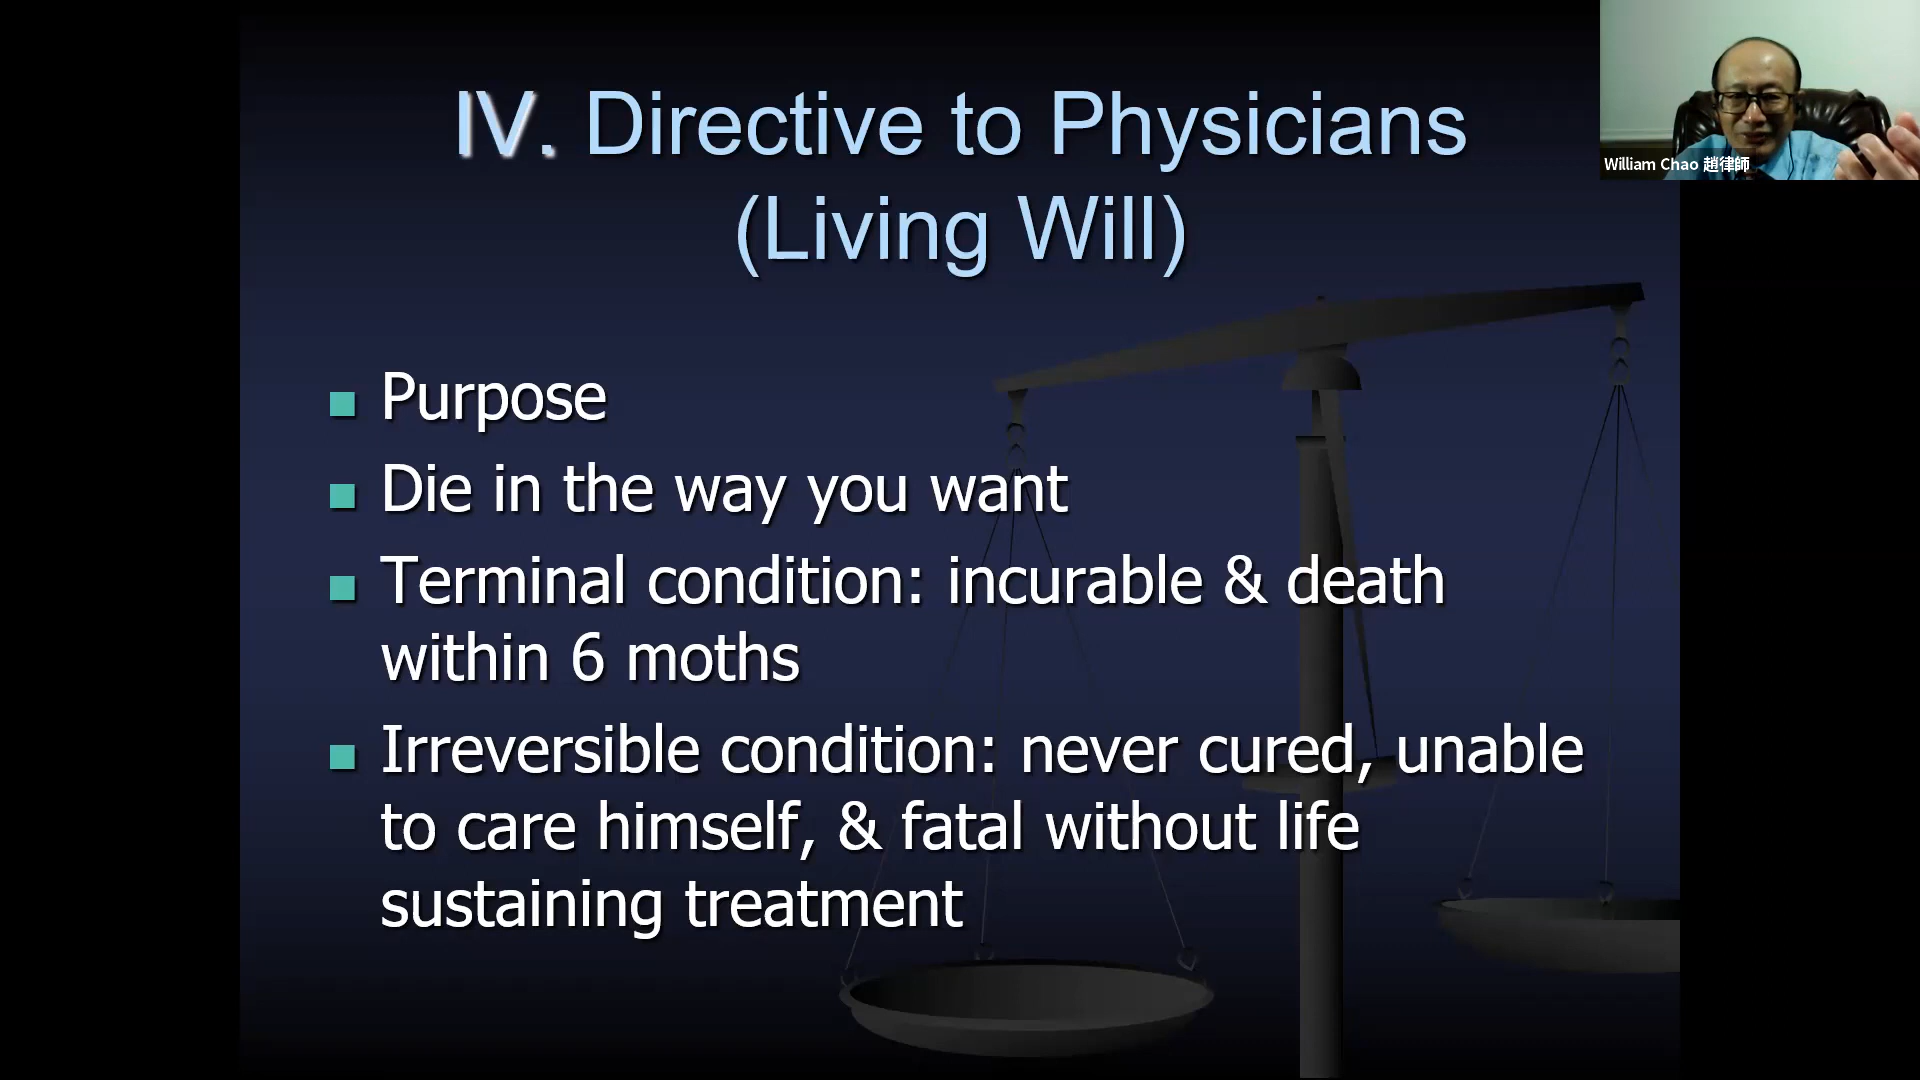 IV. Directive to Physicians
(Living Will)
William Chao 趙律師
Purpose
Die in the way you want
Terminal condition: incurable & death
within 6 moths
Irreversible condition: never cured, unable
to care himself, & fatal without life
sustaining treatment